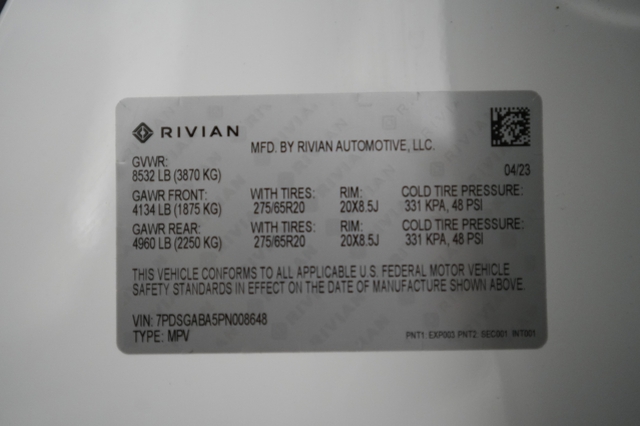 RIVIAN
MFD. BY RIVIAN AUTOMOTIVE, LLC.
GVWR:
8532 LB (3870 KG) 04/23
GAWR FRONT: WITH TIRES: RIM: COLD TIRE PRESSURE:
4134 LB (1875 KG) 275/65R20 20X8.5J 331 KPA, 48 PSI
GAWR REAR: WITH TIRES: RIM: COLD TIRE PRESSURE:
4960 LB (2250 KG) 275/65R20 20X8.5J 331 KPA, 48 PSI
THIS VEHICLE CONFORMS TO ALL APPLICABLE U.S. FEDERAL MOTOR VEHICLE
SAFETY STANDARDS IN EFFECT ON THE DATE OF MANUFACTURE SHOWN ABOVE.
VIN: 7PDSGABA5PN008648
TYPE: MPV PNT1: EXP003 PNT2: SEC001 INT001